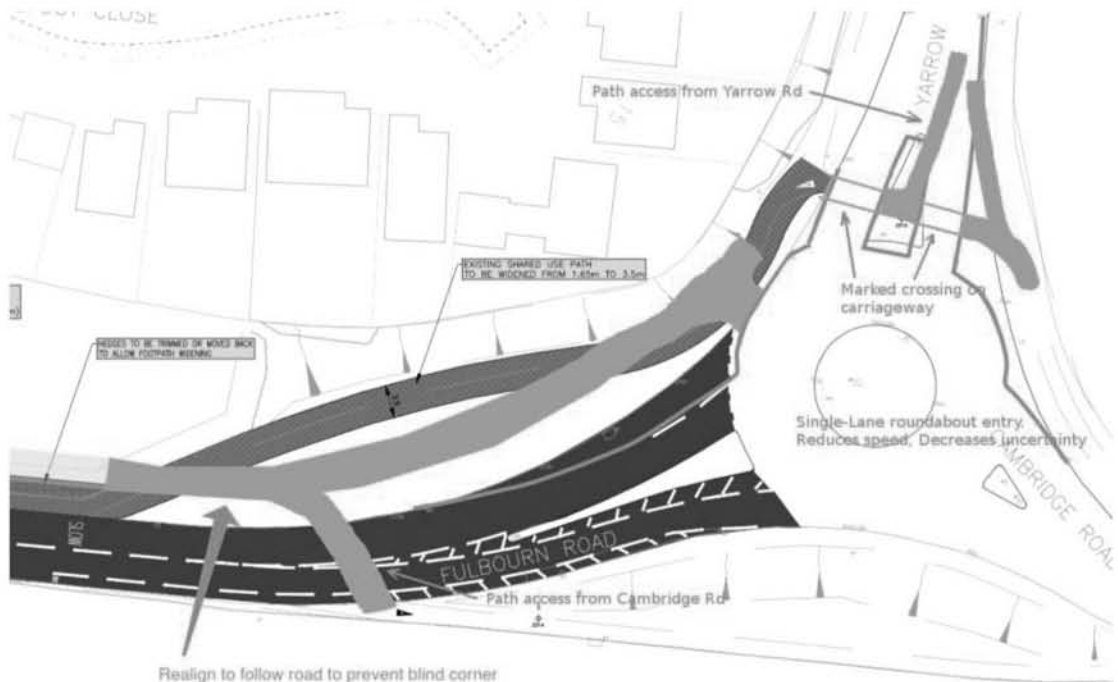 CLOSE
YARROW
Path access from Yarrow Rd
EXISTING SHARED USE PATH
TO BE WIDENED FROM 1.65m TO 3.5m
Marked crossing on
carriageway
HEDGES TO BE TRIMMED OR MOVED BACK
TO ALLOW FOOTPATH WIDENING
Single-Lane roundabout entry.
Reduces speed, Decreases uncertainty
CAMBRIDGE ROAD
SLOW
FULBOURN ROAD
Path access from Cambridge Rd
Realign to follow road to prevent blind corner